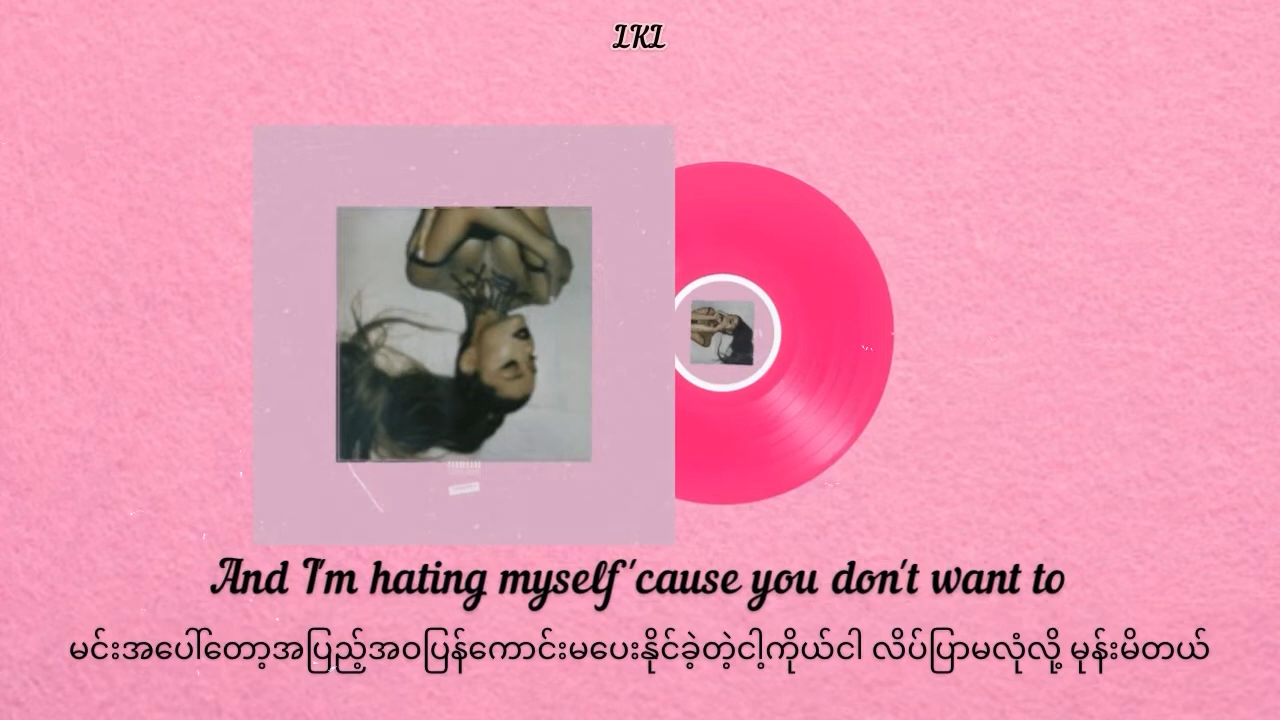 LKL
And I'm hating myself 'cause you don't want to
မင်းအပေါ်တော့အပြည့်အဝပြန်ကောင်းမပေးနိုင်ခဲ့တဲ့ငါ့ကိုယ်ငါ လိပ်ပြာမလုံလို့ မုန်းမိတယ်